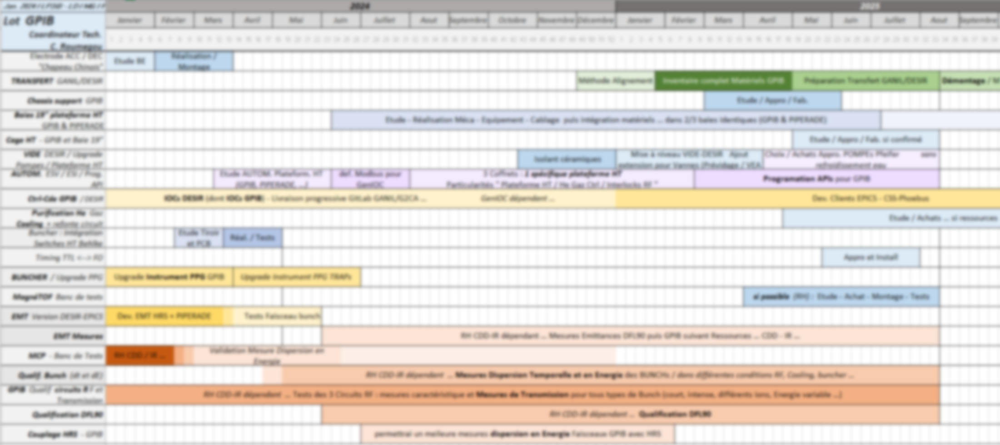 2024
2025
Lot GPIB
Janvier Février Mars Avril Mai Juin Juillet Aout Septembre Octobre Novembre Décembre Janvier Février Mars Avril Mai Juin Juillet Aout Septembre
Coordinateur Tech.
C. Roumegou
Electrode ACC / DEC
"Chapeau Chinois"
Etude BE
Réalisation /
Montage
TRANSFERT GANIL/DESIR
Méthode Alignement
Inventaire complet Matériels GPIB
Préparation Transfert GANIL/DESIR
Démontage / M
Chassis support GPIB
Etude / Appro / Fab.
Baies 19" plateforme HT
GPIB & PIPERADE
Etude - Réalisation Méca - Equipement - Cablage puis intégration matériels ... dans 2/3 baies identiques (GPIB & PIPERADE)
Cage HT - GPIB et Baie 19"
Etude / Appro / Fab. si confirmé
VIDE DESIR / Upgrade
Pompes / Plateforme HT
Isolant céramiques
Mise à niveau VIDE-DESIR Ajout
extension pour Vannes (Prévidage / VEA
Choix / Achats Appro. POMPEs Pfeifer sans
refroidissement eau
AUTOM. ESV / ESI / Prog.
API
Etude AUTOM. Plateform. HT
(GPIB, PIPERADE, ...)
def. Modbus pour
GenIOC
3 Coffrets : 1 spécifique plateforme HT
Particularités " Plateforme HT / He Gaz Ctrl / Interlocks RF "
Programation APIs pour GPIB
Ctrl-Cde GPIB / DESIR
IOCs DESIR (dont IOCs GPIB) - Livraison progressive GitLab GANIL/G2CA ...
GenIOC dépendant ...
Dev. Clients EPICS - CSS-Phoebus
Purification He Gaz
Cooling + refonte circuit
Etude / Achats ... si ressources
Buncher : intégration
Switches HT Behlke
Etude Tiroir
et PCB
Réal. / Tests
Timing TTL <--> FO
Appro et Install
BUNCHER / Upgrade PPG
Upgrade Instrument PPG GPIB
Upgrade Instrument PPG TRAPs
MagnéTOF Banc de tests
si possible (RH) : Etude - Achat - Montage - Tests
EMT Version DESIR-EPICS
Dev. EMT HRS + PIPERADE
Tests Faisceau bunch
EMT Mesures
RH CDD-IR dépendant ... Mesures Emittances DFL90 puis GPIB suivant Ressources ... CDD - IR ...
MCP - Banc de Tests
RH CDD / IR ...
Validation Mesure Dispersion en
Energie
Qualif. Bunch (dt et dE)
RH CDD-IR dépendant ... Mesures Dispersion Temporelle et en Energie des BUNCHs / dans différentes conditions RF, Cooling, buncher ...
GPIB Qualif circuits RF et
Transmission
RH CDD-IR dépendant ... Tests des 3 Circuits RF : mesures caractéristique et Mesures de Transmission pour tous types de Bunch (court, intense, différents ions, Energie variable ...)
Qualification DFL90
RH CDD-IR dépendant ... Qualification DFL90
Couplage HRS - GPIB
permettrai un meilleure mesures dispersion en Energie Faisceaux GPIB avec HRS